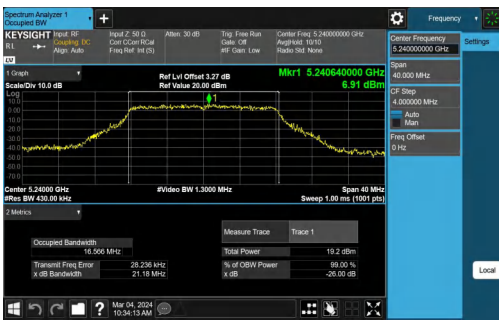 Spectrum Analyzer 1
Occupied BW
+
Frequency
KEYSIGHT
R L
Input: RF
Coupling: DC
Align: Auto
Input Z: 50 Ω
Corr CCorr RCal
Freq Ref: Int (S)
Atten: 30 dB
Trig: Free Run
Gate: Off
#IF Gain: Low
Center Freq: 5.240000000 GHz
Avg|Hold: 10/10
Radio Std: None
LW
1 Graph
Scale/Div 10.0 dB
Ref Lvl Offset 3.27 dB
Ref Value 20.00 dBm
Mkr1 5.240640000 GHz
6.91 dBm
Log
10.0
0.00
-10.0
-20.0
-30.0
-40.0
-50.0
-60.0
-70.0
1
Center 5.24000 GHz
#Res BW 430.00 kHz
#Video BW 1.3000 MHz
Span 40 MHz
Sweep 1.00 ms (1001 pts)
2 Metrics
Measure Trace
Trace 1
Occupied Bandwidth
16.566 MHz
Total Power
19.2 dBm
Transmit Freq Error
28.236 kHz
% of OBW Power
99.00 %
x dB Bandwidth
21.18 MHz
x dB
-26.00 dB
Center Frequency
5.240000000 GHz
Settings
Span
40.000 MHz
CF Step
4.000000 MHz
Auto
Man
Freq Offset
0 Hz
Local
?
Mar 04, 2024
10:34:13 AM